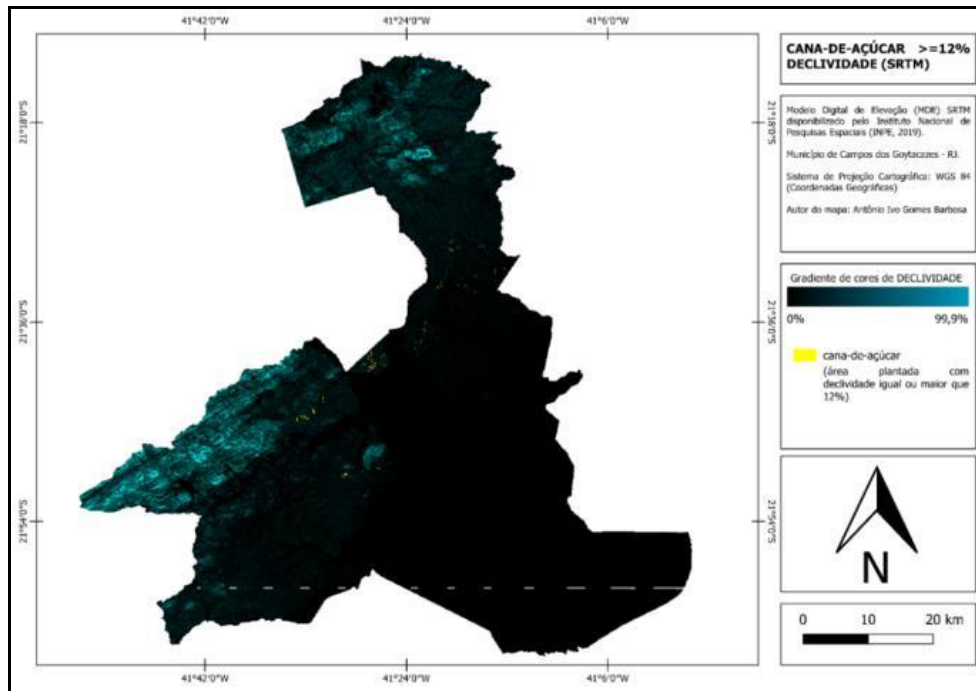 41°42'0"W 41°24'0"W 41°6'0"W
21°18'0"S 21°18'0"S
21°36'0"S 21°36'0"S
21°54'0"S 21°54'0"S
41°42'0"W 41°24'0"W 41°6'0"W
CANA-DE-AÇÚCAR >=12%
DECLIVIDADE (SRTM)
Modelo Digital de Elevação (MDE) SRTM
disponibilizado pelo Instituto Nacional de
Pesquisas Espaciais (INPE, 2019).
Município de Campos dos Goytacazes - RJ.
Sistema de Projeção Cartográfica: WGS 84
(Coordenadas Geográficas)
Autor do mapa: Antônio Ivo Gomes Barbosa
Gradiente de cores de DECLIVIDADE
0% 99,9%
cana-de-açúcar
(área plantada com
declividade igual ou maior que
12%)
N
0 10 20 km